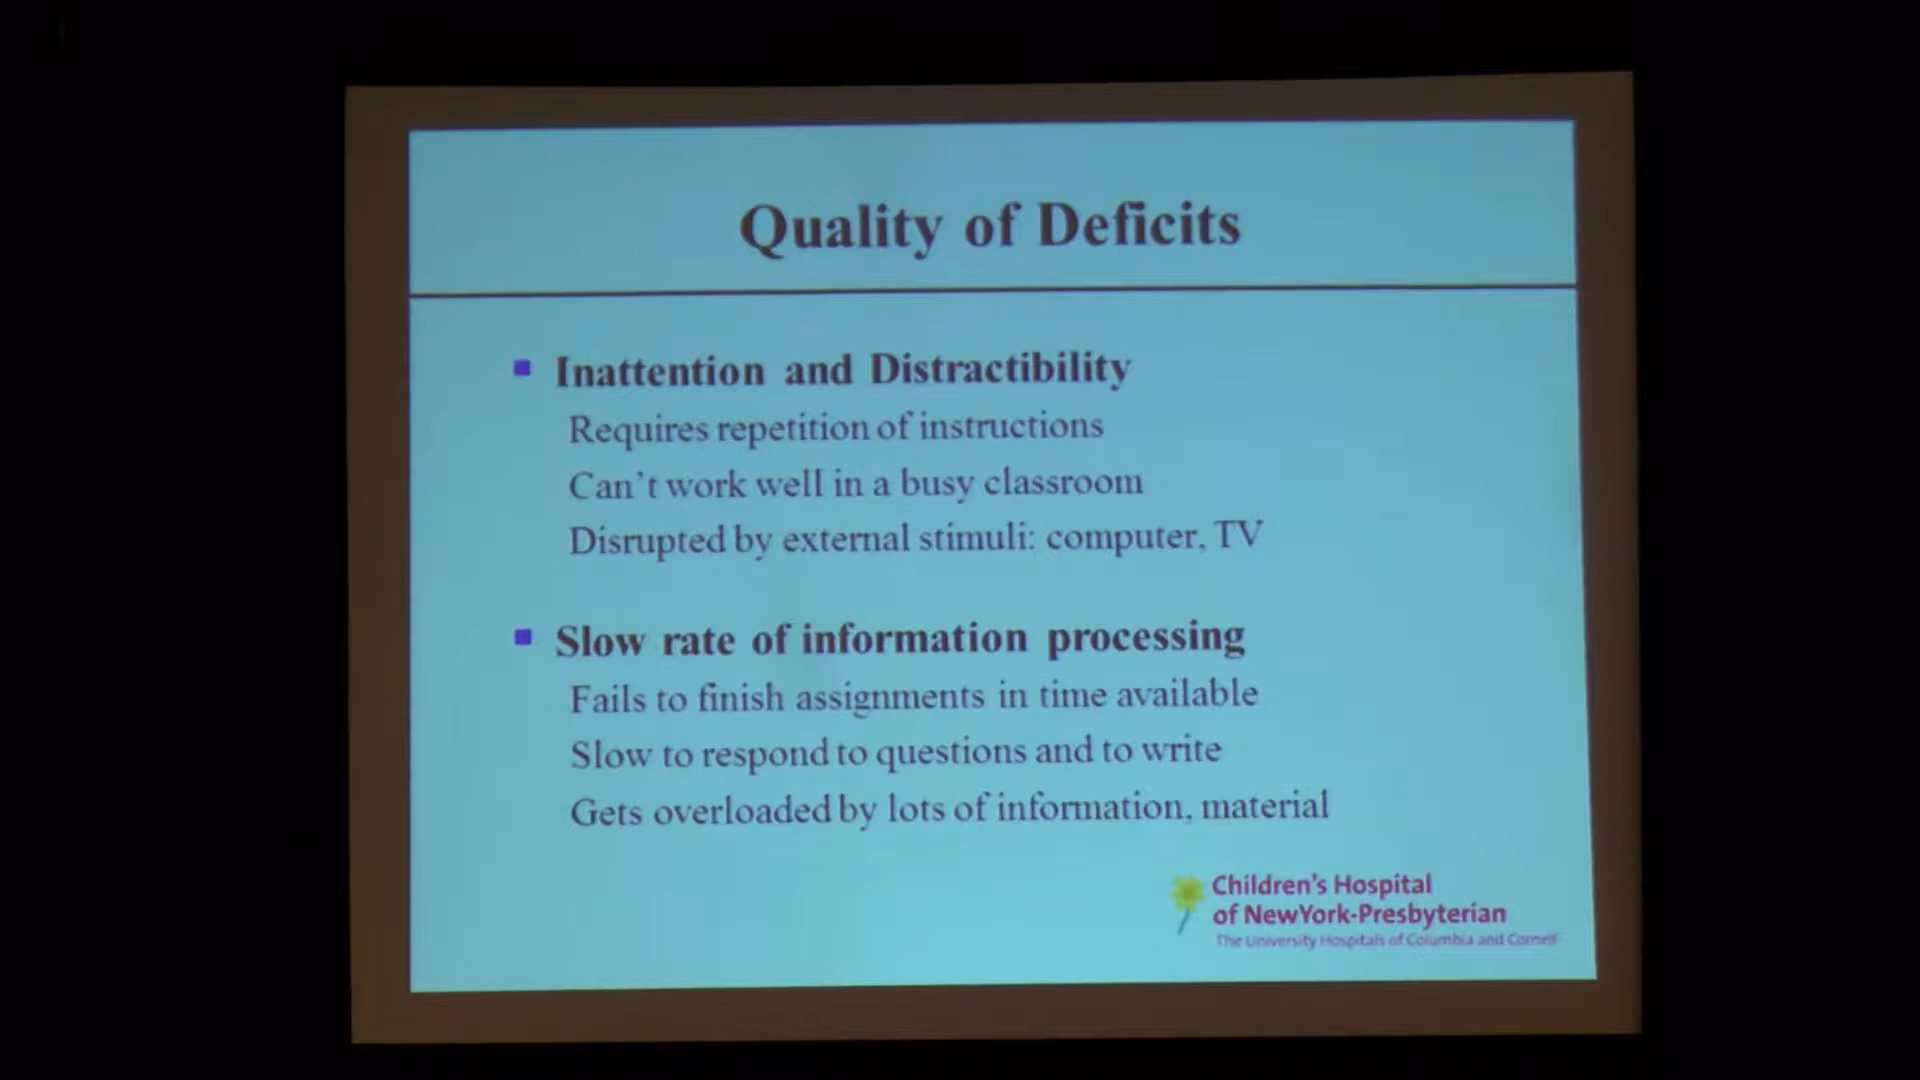 Quality of Deficits
Inattention and Distractibility
Requires repetition of instructions
Can't work well in a busy classroom
Disrupted by external stimuli: computer, TV
Slow rate of information processing
Fails to finish assignments in time available
Slow to respond to questions and to write
Gets overloaded by lots of information, material
Children's Hospital
of NewYork-Presbyterian
The University Hospitals of Columbia and Cornell